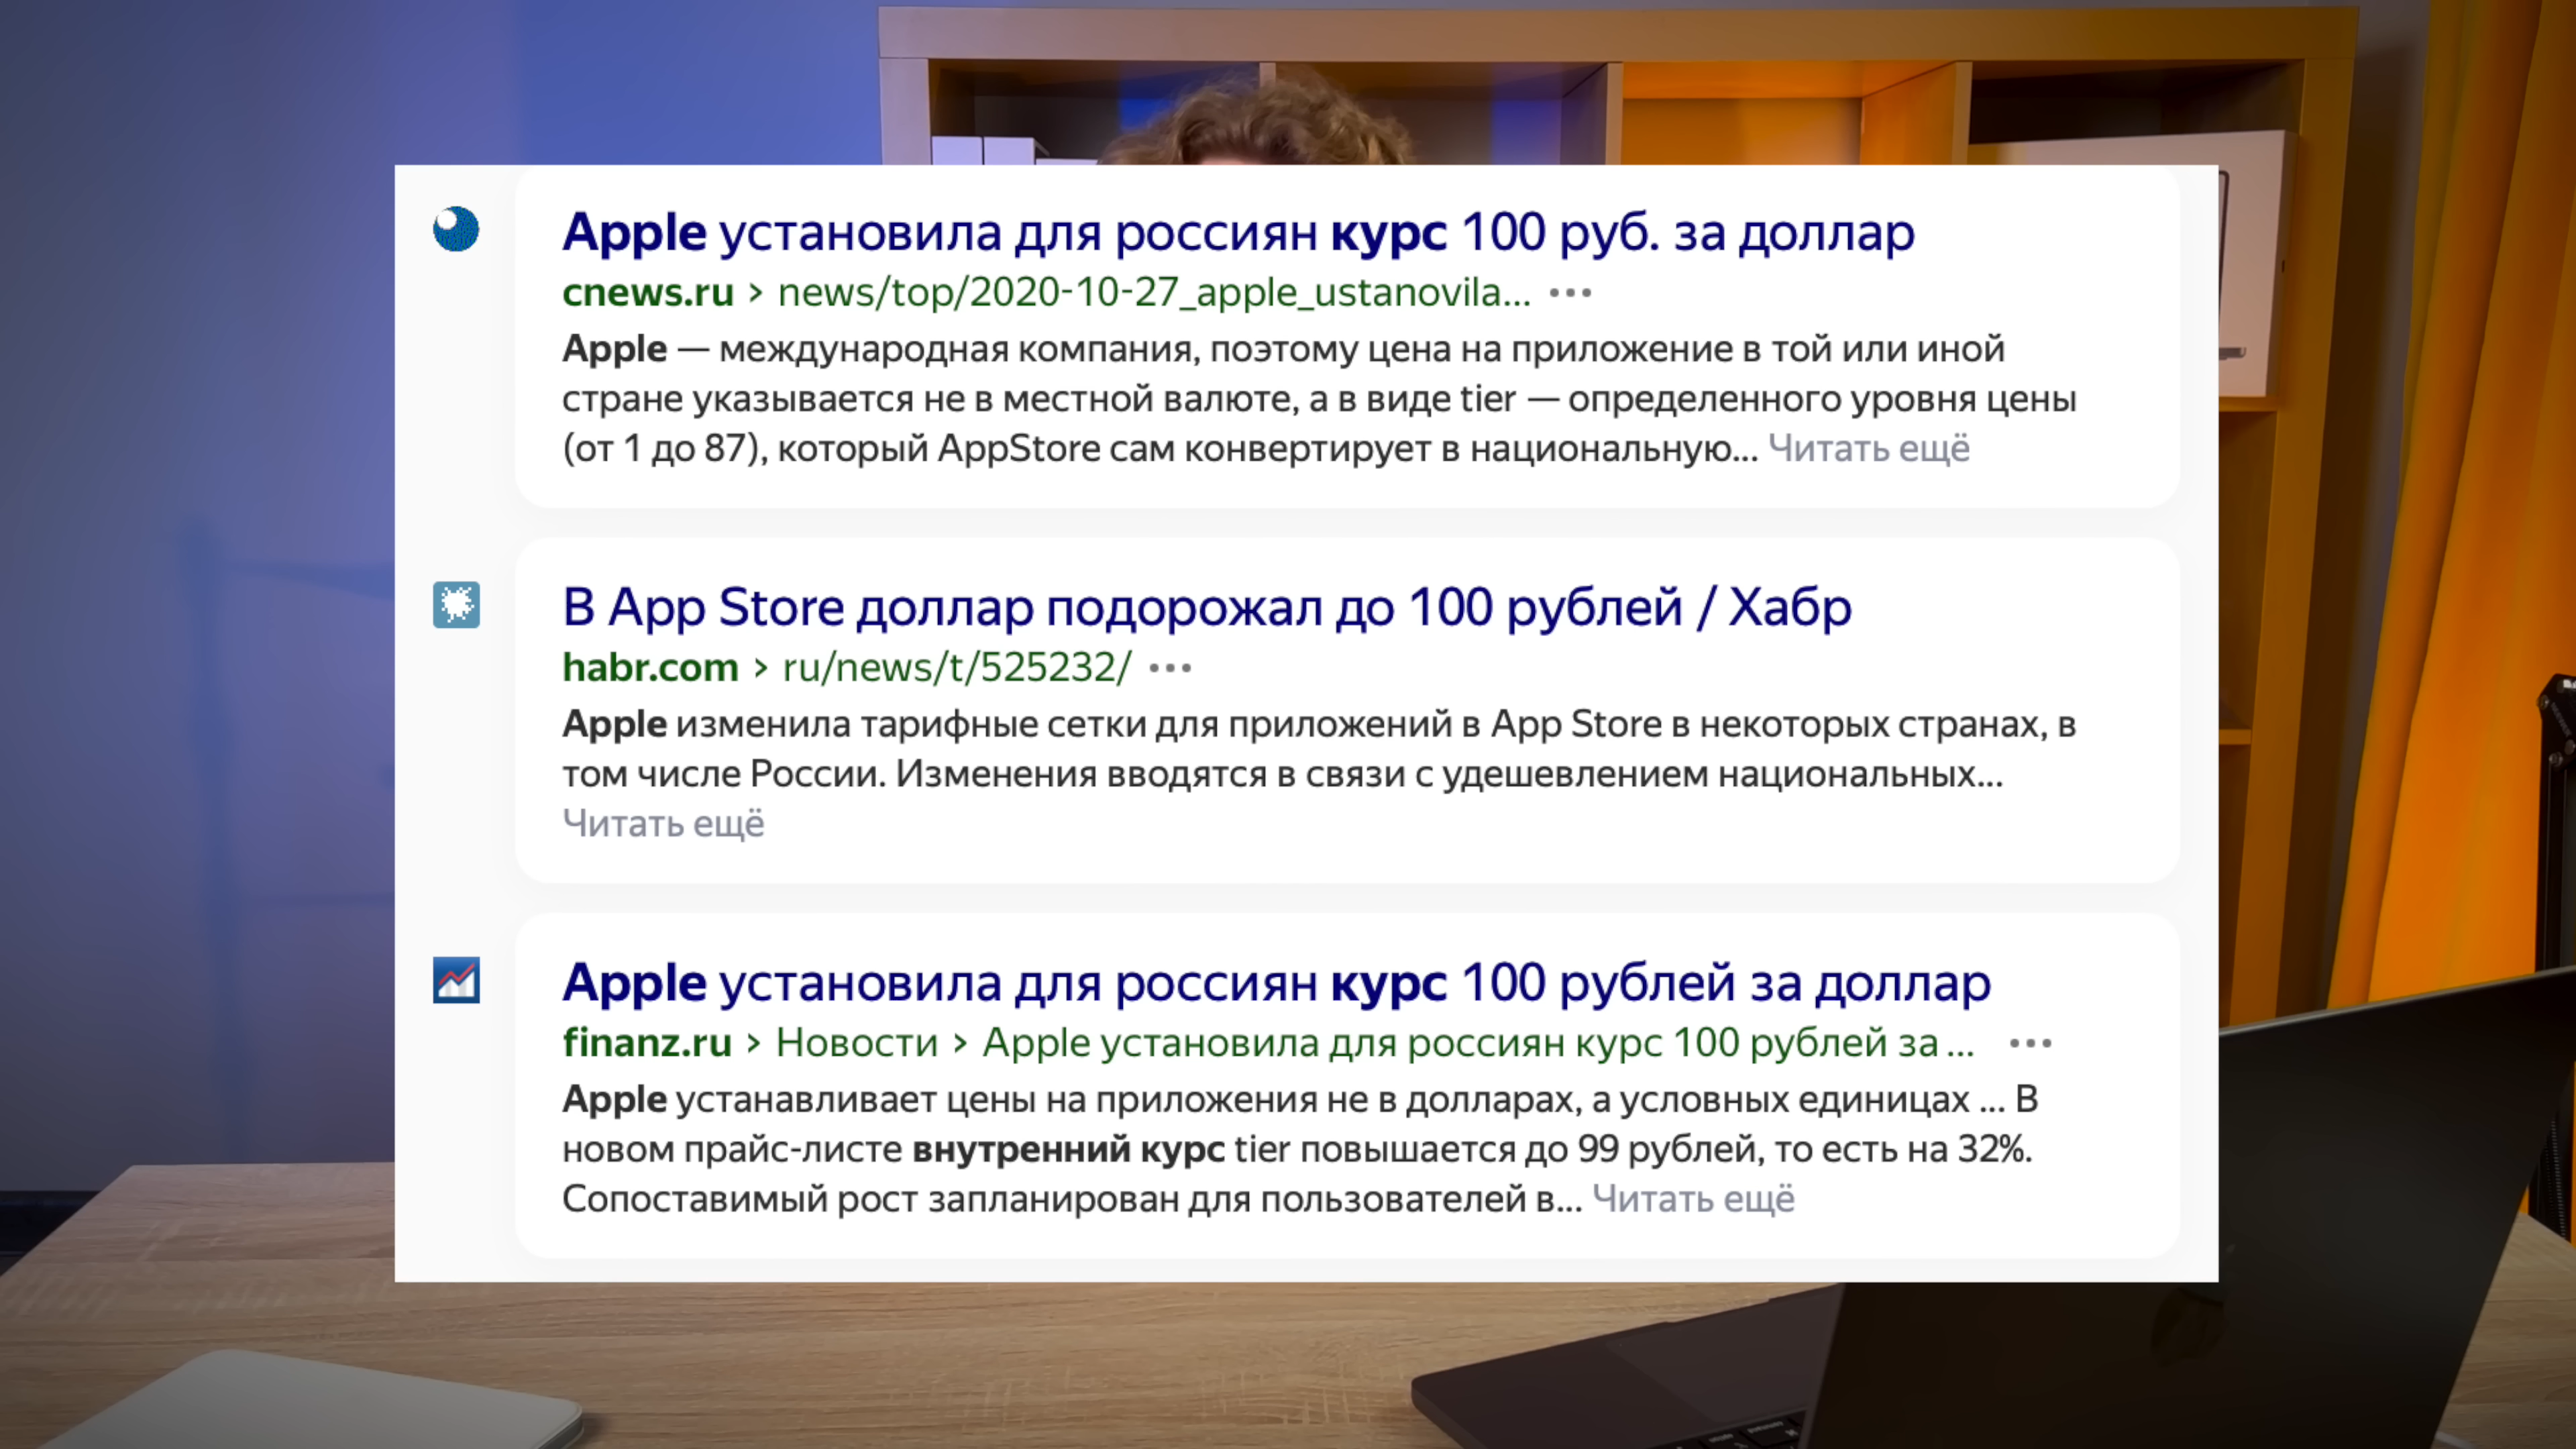 Apple установила для россиян курс 100 руб. за доллар
cnews.ru › news/top/2020-10-27_apple_ustanovila... •••
Apple — международная компания, поэтому цена на приложение в той или иной
стране указывается не в местной валюте, а в виде tier — определенного уровня цены
(от 1 до 87), который AppStore сам конвертирует в национальную... Читать ещё
В App Store доллар подорожал до 100 рублей / Хабр
habr.com › ru/news/t/525232/ •••
Apple изменила тарифные сетки для приложений в App Store в некоторых странах, в
том числе России. Изменения вводятся в связи с удешевлением национальных...
Читать ещё
Apple установила для россиян курс 100 рублей за доллар
finanz.ru › Новости › Apple установила для россиян курс 100 рублей за ... •••
Apple устанавливает цены на приложения не в долларах, а условных единицах ... В
новом прайс-листе внутренний курс tier повышается до 99 рублей, то есть на 32%.
Сопоставимый рост запланирован для пользователей в... Читать ещё